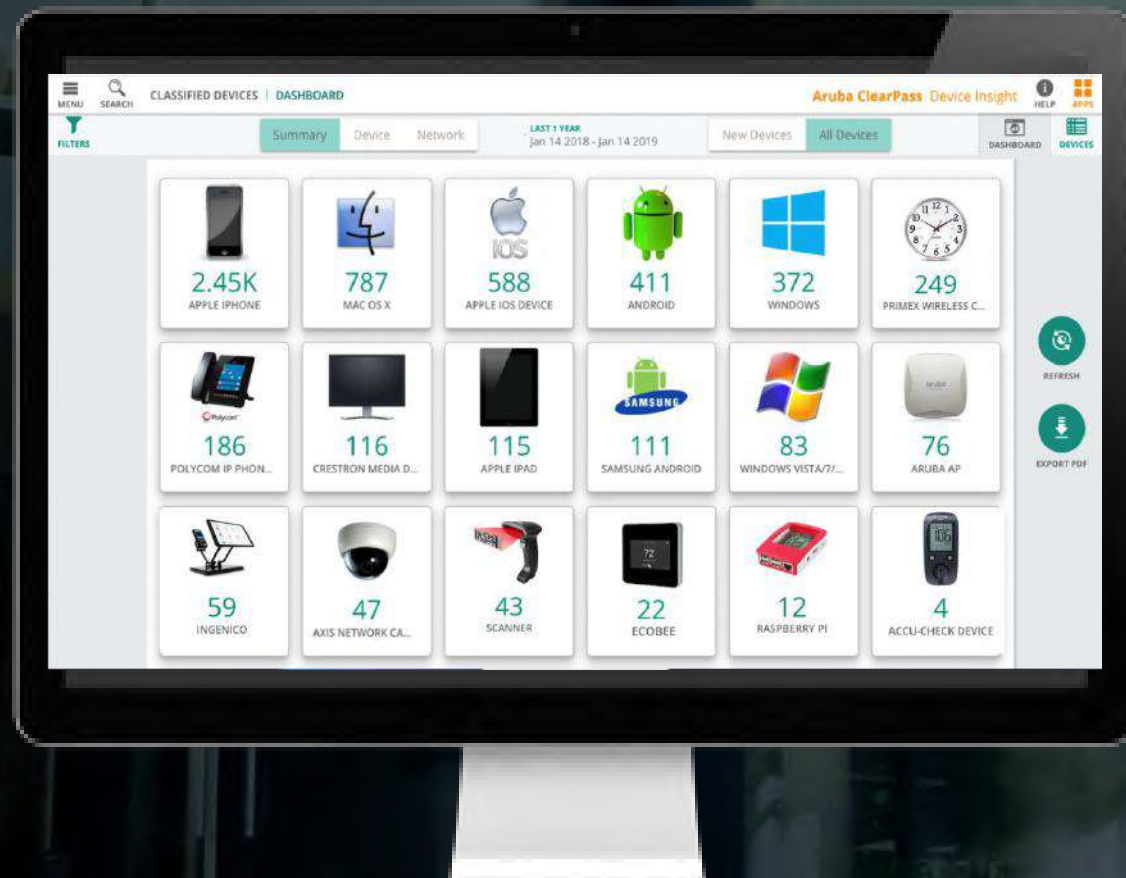 CLASSIFIED DEVICES | DASHBOARD
Aruba ClearPass Device Insight
MENU
SEARCH
HELP
APPS
FILTERS
Summary
Device
Network
LAST 1 YEAR
Jan 14 2018 - Jan 14 2019
New Devices
All Devices
DASHBOARD
DEVICES
iOS
2.45K
APPLE IPHONE
787
MAC OS X
588
APPLE IOS DEVICE
411
ANDROID
372
WINDOWS
249
PRIMEX WIRELESS C...
Polycom
SAMSUNG
aruba
186
POLYCOM IP PHON...
116
CRESTRON MEDIA D...
115
APPLE IPAD
111
SAMSUNG ANDROID
83
WINDOWS VISTA/7/...
76
ARUBA AP
72
106
59
INGENICO
47
AXIS NETWORK CA...
43
SCANNER
22
ECOBEE
12
RASPBERRY PI
4
ACCU-CHECK DEVICE
REFRESH
EXPORT PDF